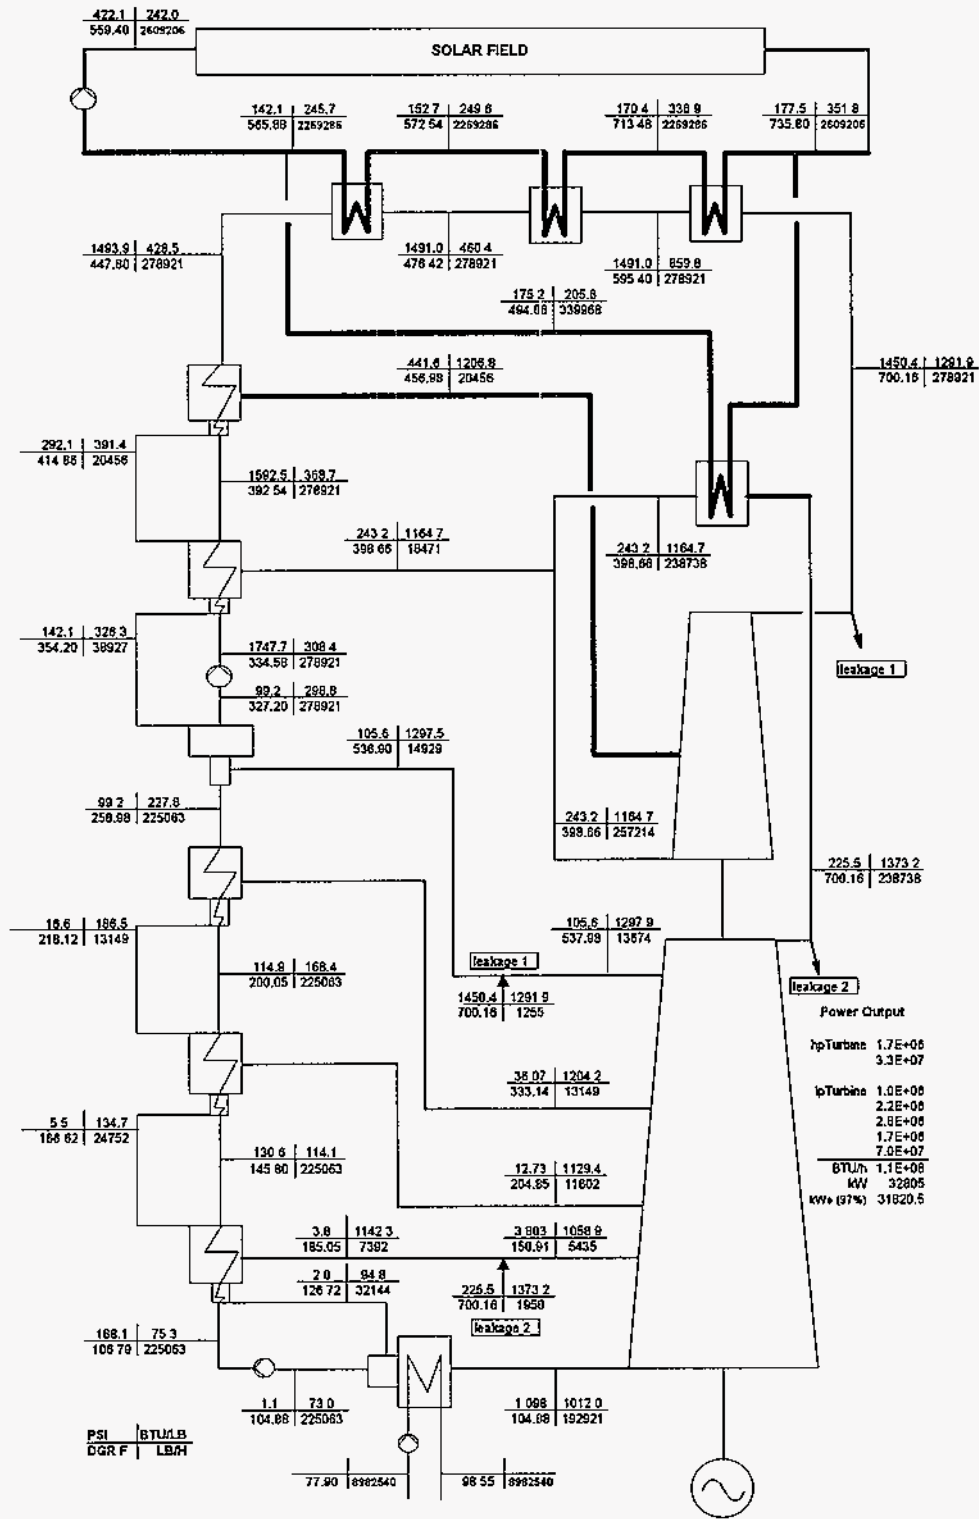 422.1 | 242.0
559.40 | 2609206
SOLAR FIELD
142.1 | 245.7
565.88 | 2269286
152.7 | 249.6
572.54 | 2269286
170.4 | 338.9
713.48 | 2269286
177.5 | 351.8
735.80 | 2609206
1493.9 | 428.5
447.80 | 278921
1491.0 | 460.4
476.42 | 278921
1491.0 | 859.8
595.40 | 278921
175.2 | 205.8
494.68 | 339968
441.6 | 1206.8
456.98 | 20456
1450.4 | 1291.9
700.16 | 278921
292.1 | 391.4
414.86 | 20456
1592.5 | 368.7
392.54 | 278921
243.2 | 1164.7
398.66 | 18471
243.2 | 1164.7
398.66 | 238738
142.1 | 326.3
354.20 | 38927
1747.7 | 308.4
334.58 | 278921
leakage 1
99.2 | 298.8
327.20 | 278921
105.6 | 1297.5
536.90 | 14929
99.2 | 227.8
258.98 | 225063
243.2 | 1164.7
398.66 | 257214
225.5 | 1373.2
700.16 | 238738
16.6 | 186.5
218.12 | 13149
105.6 | 1297.9
537.98 | 13674
leakage 1
114.9 | 168.4
200.05 | 225063
leakage 2
1450.4 | 1291.9
700.16 | 1255
Power Output
hpTurbine 1.7E+06
3.3E+07
lpTurbine 1.0E+06
2.2E+06
2.8E+06
1.7E+06
7.0E+07
BTU/h 1.1E+08
kW 32805
kWe (97%) 31820.5
36.07 | 1204.2
333.14 | 13149
5.5 | 134.7
166.62 | 24752
130.6 | 114.1
145.80 | 225063
12.73 | 1129.4
204.85 | 11602
3.8 | 1142.3
185.05 | 7392
3.803 | 1058.9
150.91 | 5435
2.0 | 94.8
126.72 | 32144
225.5 | 1373.2
700.16 | 1958
leakage 2
168.1 | 75.3
106.79 | 225063
1.1 | 73.0
104.88 | 225063
1.098 | 1012.0
104.88 | 192921
PSI | BTU/LB
DGR F | LB/H
77.90 | 8982540
98.55 | 8982540